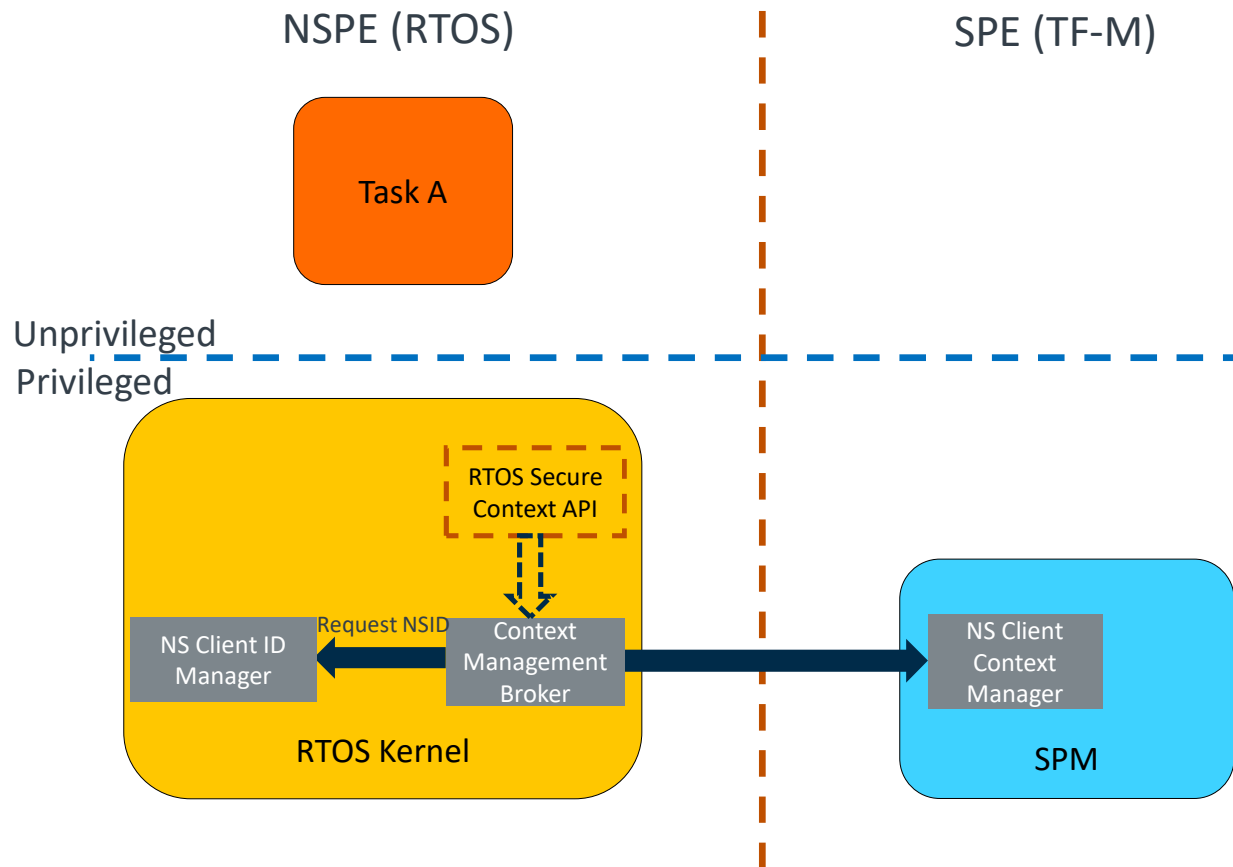 NSPE (RTOS)
SPE (TF-M)
Task A
Unprivileged
Privileged
RTOS Secure
Context API
Request NSID
NS Client ID
Manager
Context
Management
Broker
NS Client
Context
Manager
RTOS Kernel
SPM